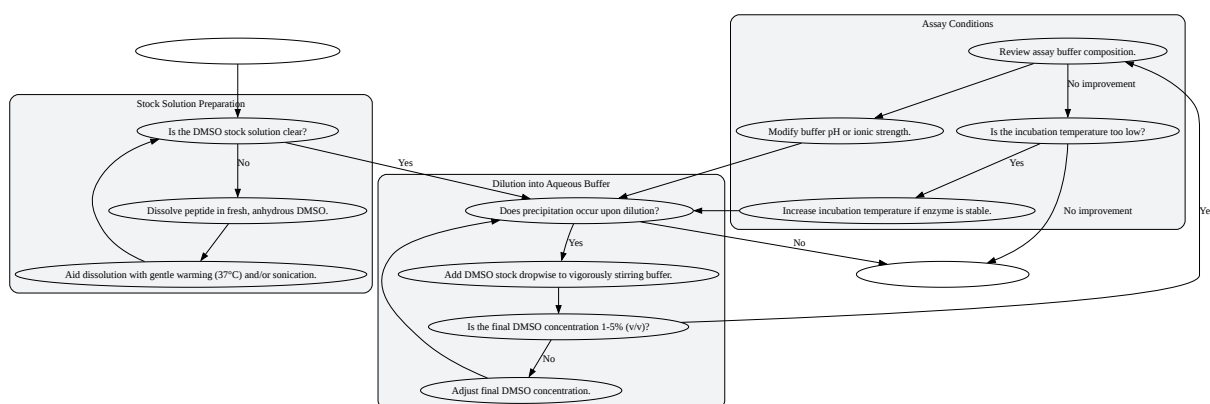 Assay Conditions
Review assay buffer composition.
No improvement
Stock Solution Preparation
Is the DMSO stock solution clear?
Modify buffer pH or ionic strength.
Is the incubation temperature too low?
No
Yes
Yes
Dilution into Aqueous Buffer
Dissolve peptide in fresh, anhydrous DMSO.
Does precipitation occur upon dilution?
Increase incubation temperature if enzyme is stable.
No improvement
Ye
Yes
No
Aid dissolution with gentle warming (37°C) and/or sonication.
Add DMSO stock dropwise to vigorously stirring buffer.
Is the final DMSO concentration 1-5% (v/v)?
No
Adjust final DMSO concentration.